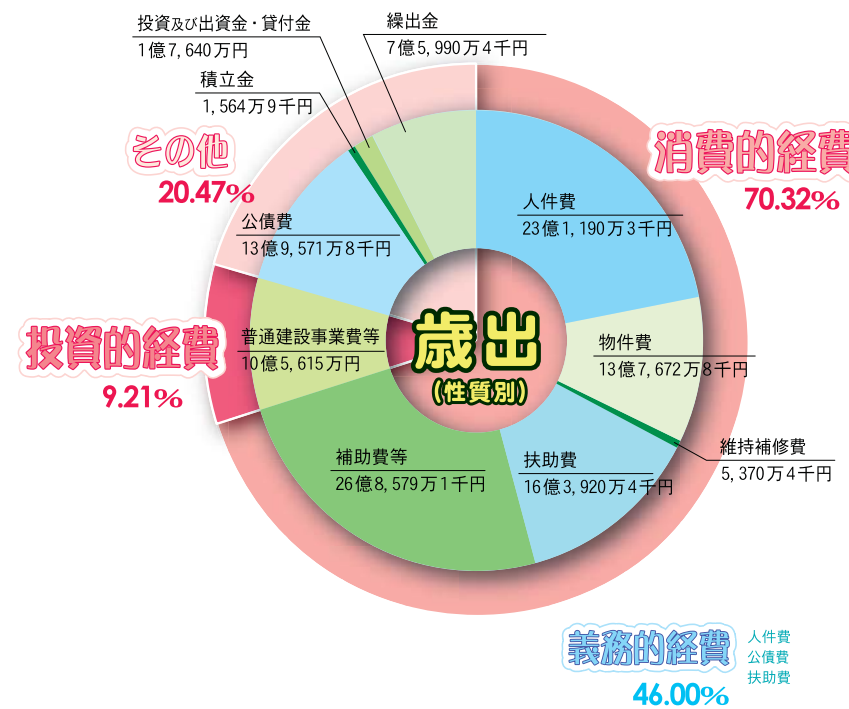 投資及び出資金・貸付金
1億7,640万円
繰出金
7億5,990万4千円
積立金
1,564万9千円
その他
20.47%
消費的経費
70.32%
人件費
23億1,190万3千円
公債費
13億9,571万8千円
投資的経費
9.21%
普通建設事業費等
10億5,615万円
歳出
(性質別)
物件費
13億7,672万8千円
維持補修費
5,370万4千円
補助費等
26億8,579万1千円
扶助費
16億3,920万4千円
義務的経費
46.00%
人件費
公債費
扶助費